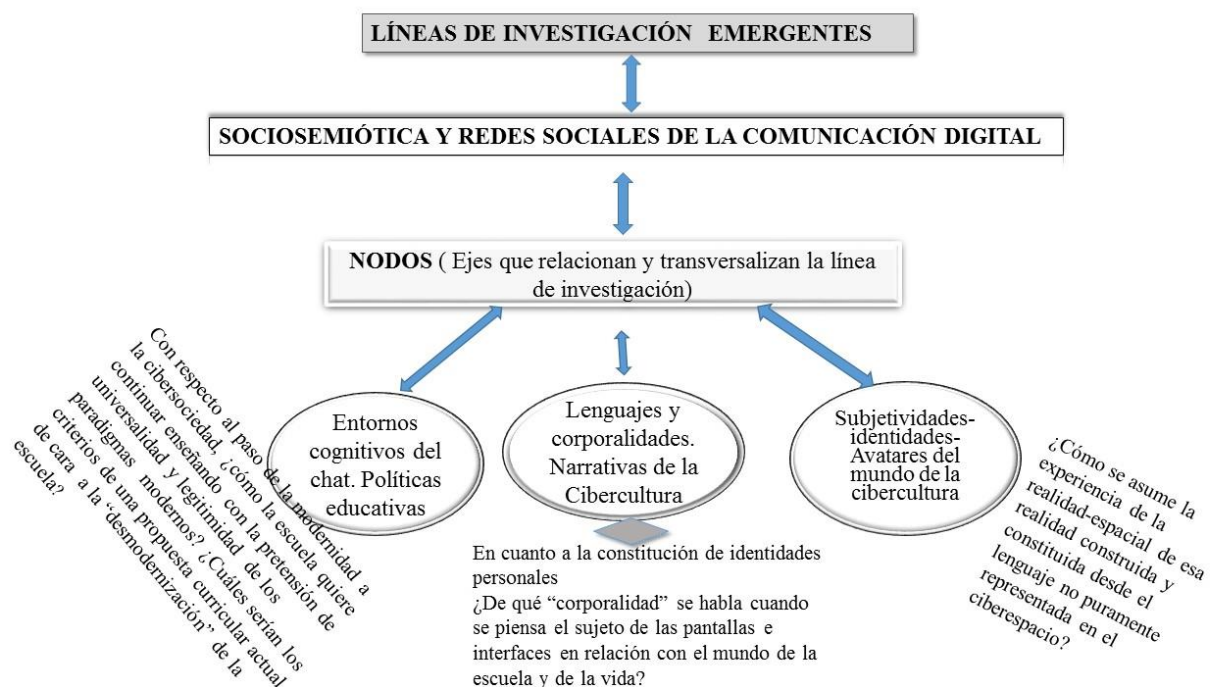 LÍNEAS DE INVESTIGACIÓN EMERGENTES
SOCIOSEMIÓTICA Y REDES SOCIALES DE LA COMUNICACIÓN DIGITAL
NODOS ( Ejes que relacionan y transversalizan la línea
de investigación)
Con respecto al paso de la modernidad a
la cibersociedad, ¿cómo la escuela quiere
continuar enseñando con la pretensión de
universalidad y legitimidad de los
paradigmas modernos? ¿Cuáles serían los
criterios de una propuesta curricular actual
de cara a la “desmodernización” de la
escuela?
Entornos
cognitivos del
chat. Políticas
educativas
Lenguajes y
corporalidades.
Narrativas de la
Cibercultura
Subjetividades-
identidades-
Avatares del
mundo de la
cibercultura
En cuanto a la constitución de identidades
personales
¿De qué “corporalidad” se habla cuando
se piensa el sujeto de las pantallas e
interfaces en relación con el mundo de la
escuela y de la vida?
¿Cómo se asume la
experiencia de la
realidad-espacial de esa
realidad construida y
constituida desde el
lenguaje no puramente
representada en el
ciberespacio?